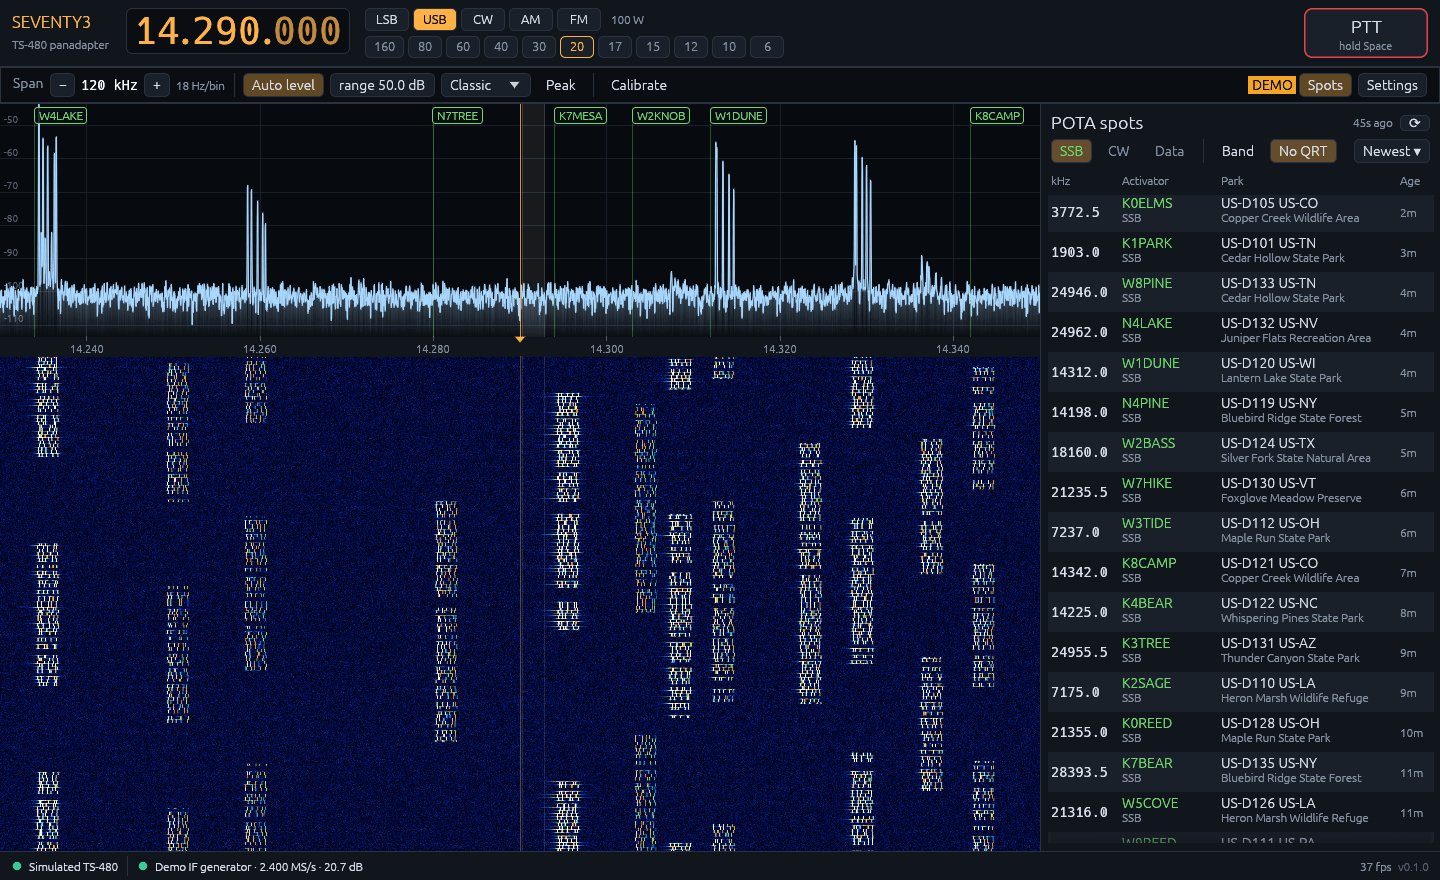 SEVENTY3
TS-480 panadapter
14.290.000
LSB USB CW AM FM 100 W
160 80 60 40 30 20 17 15 12 10 6
PTT
hold Space
Span − 120 kHz + 18 Hz/bin Auto level range 50.0 dB Classic ▼ Peak Calibrate DEMO Spots Settings
W4LAKE N7TREE K7MESA W2KNOB W1DUNE K8CAMP
-50
-60
-70
-80
-90
-100
-110
14.240 14.260 14.280 14.300 14.320 14.340
POTA spots 45s ago ⟳
SSB CW Data Band No QRT Newest ▾
kHz Activator Park Age
3772.5 K0ELMS US-D105 US-CO 2m
SSB Copper Creek Wildlife Area
1903.0 K1PARK US-D101 US-TN 3m
SSB Cedar Hollow State Park
24946.0 W8PINE US-D133 US-TN 4m
SSB Cedar Hollow State Park
24962.0 N4LAKE US-D132 US-NV 4m
SSB Juniper Flats Recreation Area
14312.0 W1DUNE US-D120 US-WI 4m
SSB Lantern Lake State Park
14198.0 N4PINE US-D119 US-NY 5m
SSB Bluebird Ridge State Forest
18160.0 W2BASS US-D124 US-TX 5m
SSB Silver Fork State Natural Area
21235.5 W7HIKE US-D130 US-VT 6m
SSB Foxglove Meadow Preserve
7237.0 W3TIDE US-D112 US-OH 6m
SSB Maple Run State Park
14342.0 K8CAMP US-D121 US-CO 7m
SSB Copper Creek Wildlife Area
14225.0 K4BEAR US-D122 US-NC 8m
SSB Whispering Pines State Park
24955.5 K3TREE US-D131 US-AZ 9m
SSB Thunder Canyon State Park
7175.0 K2SAGE US-D110 US-LA 9m
SSB Heron Marsh Wildlife Refuge
21355.0 K0REED US-D128 US-OH 10m
SSB Maple Run State Park
28393.5 K7BEAR US-D135 US-NY 11m
SSB Bluebird Ridge State Forest
21316.0 W5COVE US-D126 US-LA 11m
SSB Heron Marsh Wildlife Refuge
Simulated TS-480 Demo IF generator · 2.400 MS/s · 20.7 dB 37 fps v0.1.0